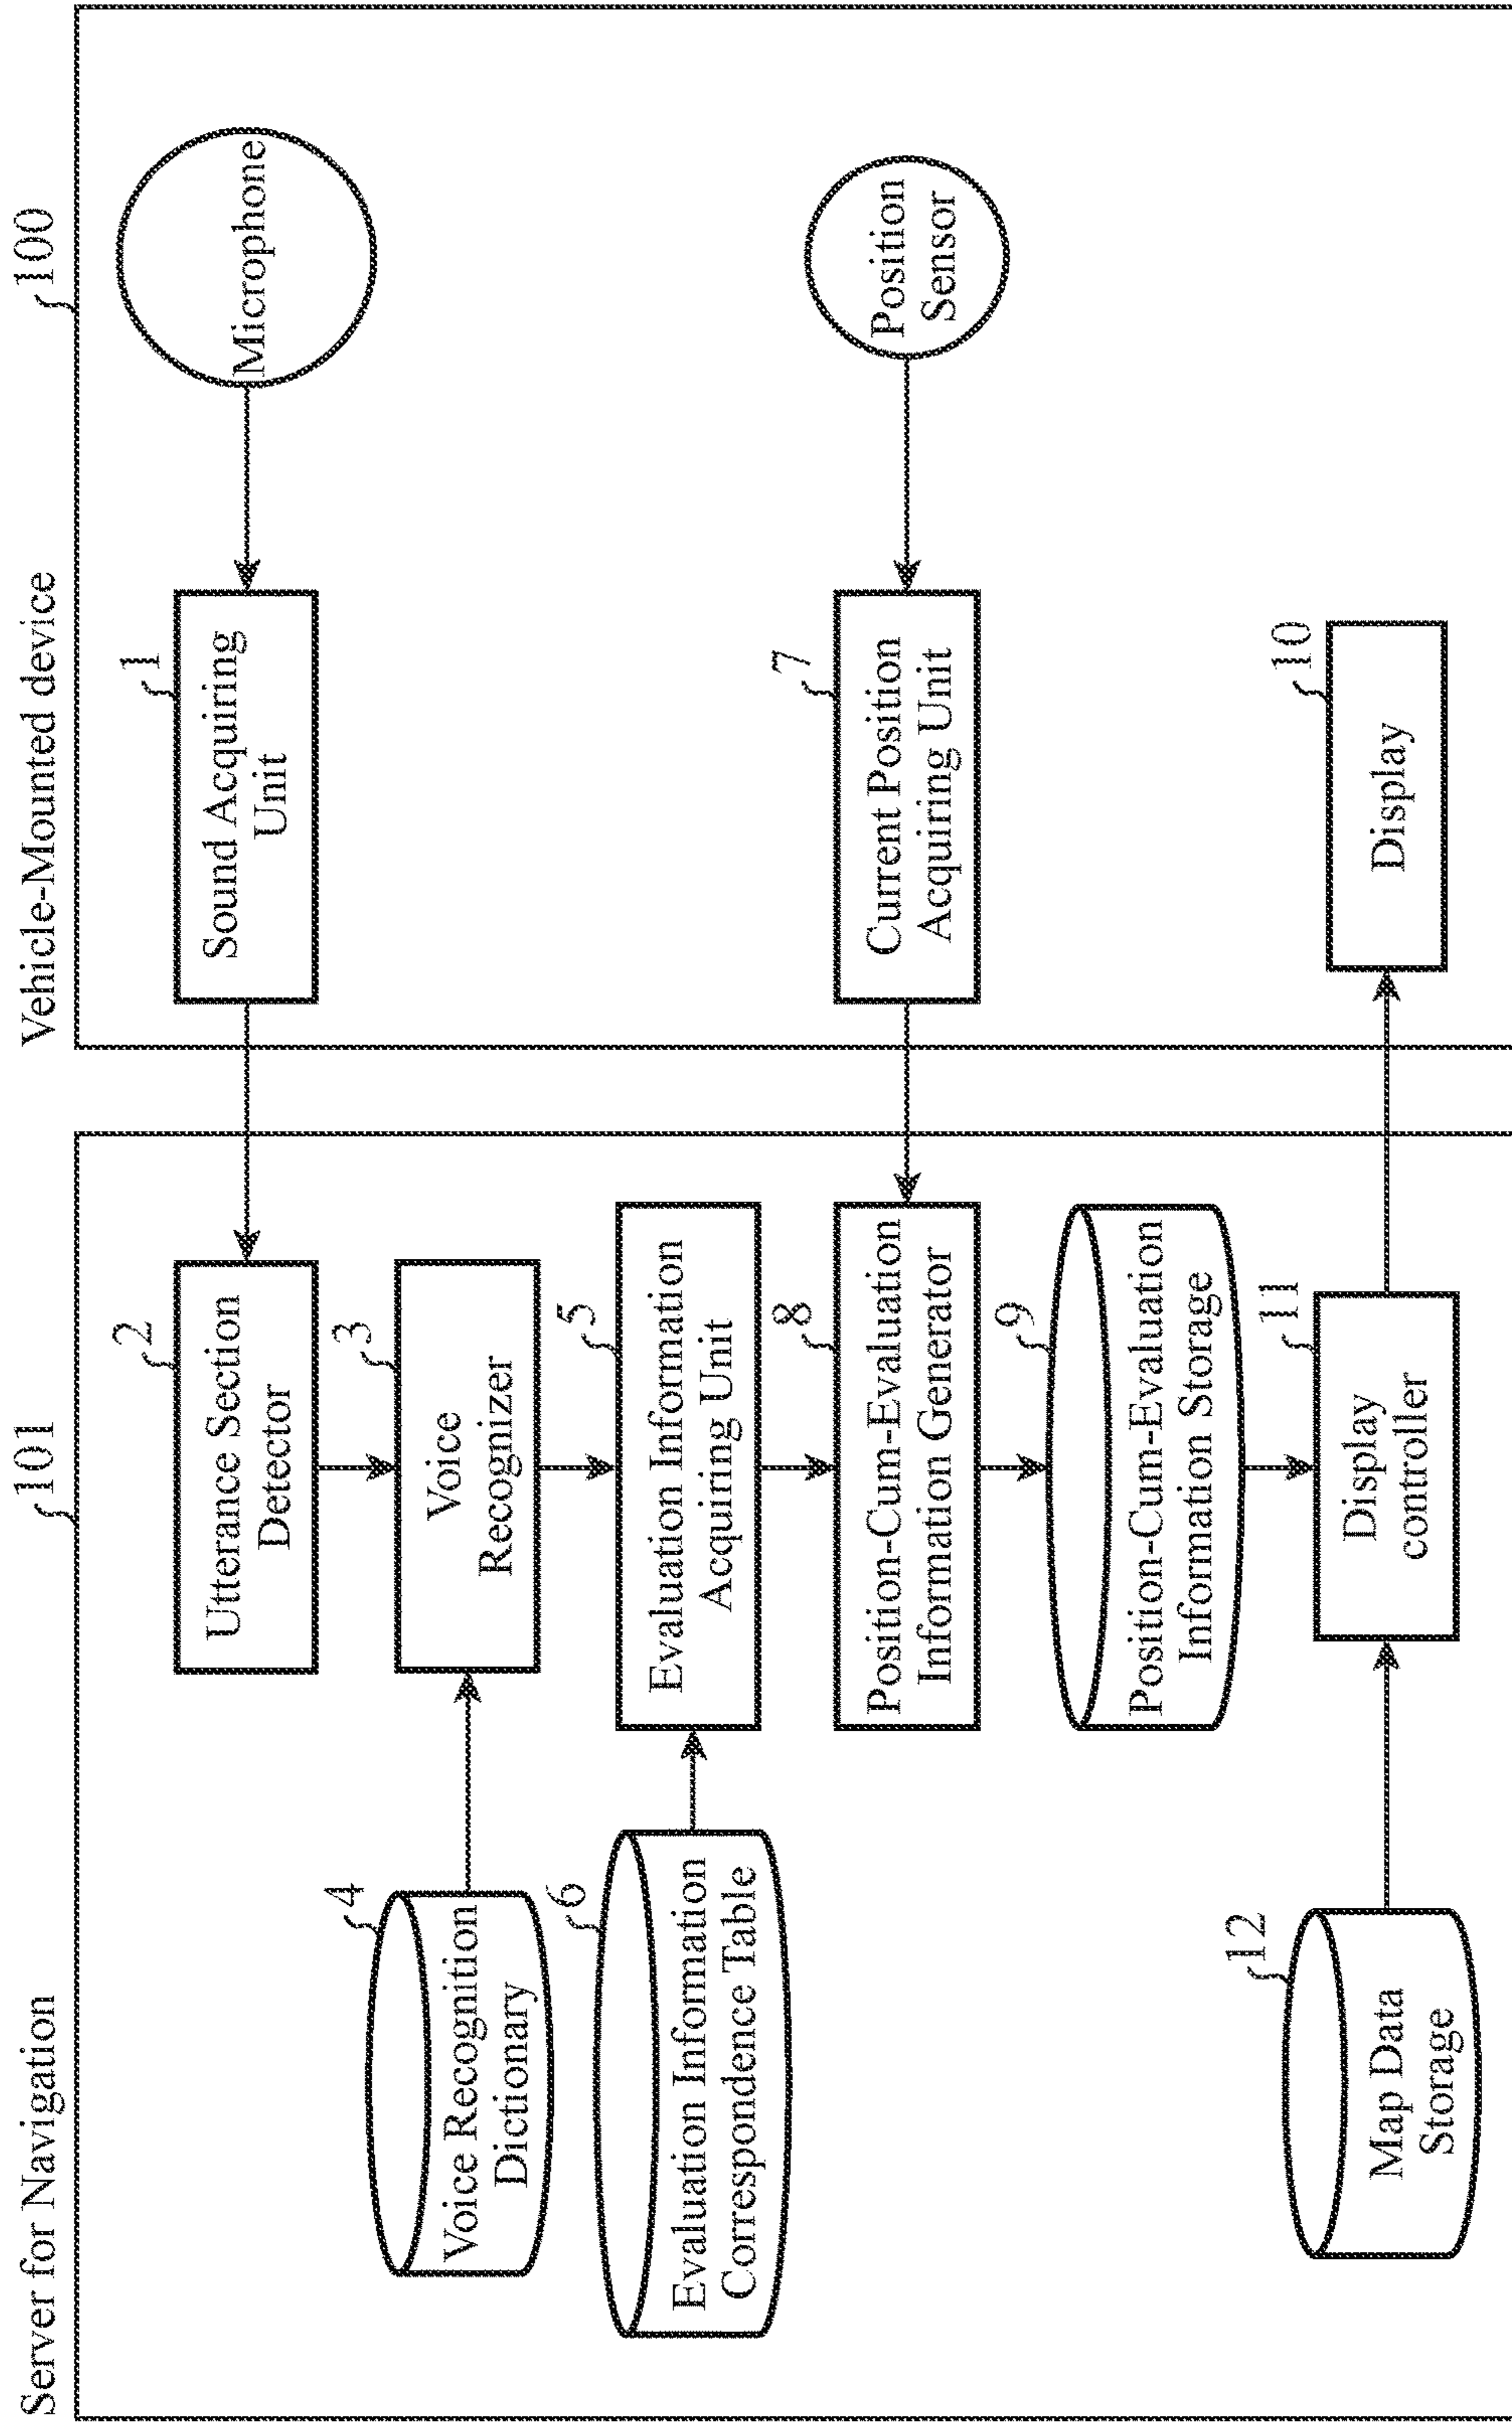 Server for Navigation
101
Vehicle-Mounted device
100
2
Utterance Section
Detector
1
Sound Acquiring
Unit
Microphone
4
Voice Recognition
Dictionary
3
Voice
Recognizer
6
Evaluation Information
Correspondence Table
5
Evaluation Information
Acquiring Unit
8
Position-Cum-Evaluation
Information Generator
7
Current Position
Acquiring Unit
Position
Sensor
9
Position-Cum-Evaluation
Information Storage
12
Map Data
Storage
11
Display
controller
10
Display